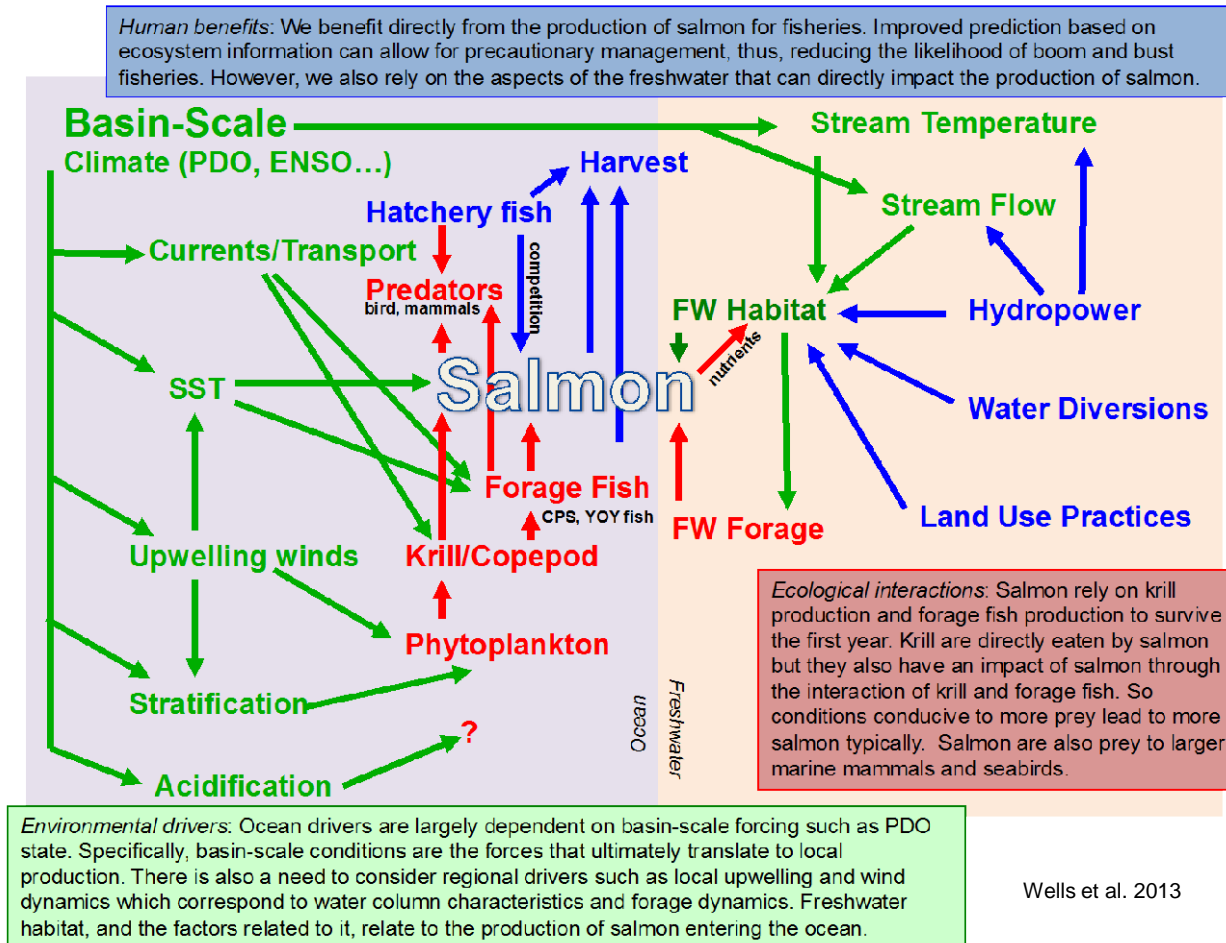 Human benefits: We benefit directly from the production of salmon for fisheries. Improved prediction based on
ecosystem information can allow for precautionary management, thus, reducing the likelihood of boom and bust
fisheries. However, we also rely on the aspects of the freshwater that can directly impact the production of salmon.
Basin-Scale
Climate (PDO, ENSO...)
Harvest
Stream Temperature
Hatchery fish
Stream Flow
Currents/Transport
competition
Predators
bird, mammals
FW Habitat
Hydropower
nutrients
SST
Salmon
Water Diversions
Forage Fish
CPS, YOY fish
FW Forage
Land Use Practices
Upwelling winds
Krill/Copepod
Phytoplankton
Stratification
?
Acidification
Ocean
Freshwater
Ecological interactions: Salmon rely on krill
production and forage fish production to survive
the first year. Krill are directly eaten by salmon
but they also have an impact of salmon through
the interaction of krill and forage fish. So
conditions conducive to more prey lead to more
salmon typically. Salmon are also prey to larger
marine mammals and seabirds.
Environmental drivers: Ocean drivers are largely dependent on basin-scale forcing such as PDO
state. Specifically, basin-scale conditions are the forces that ultimately translate to local
production. There is also a need to consider regional drivers such as local upwelling and wind
dynamics which correspond to water column characteristics and forage dynamics. Freshwater
habitat, and the factors related to it, relate to the production of salmon entering the ocean.
Wells et al. 2013